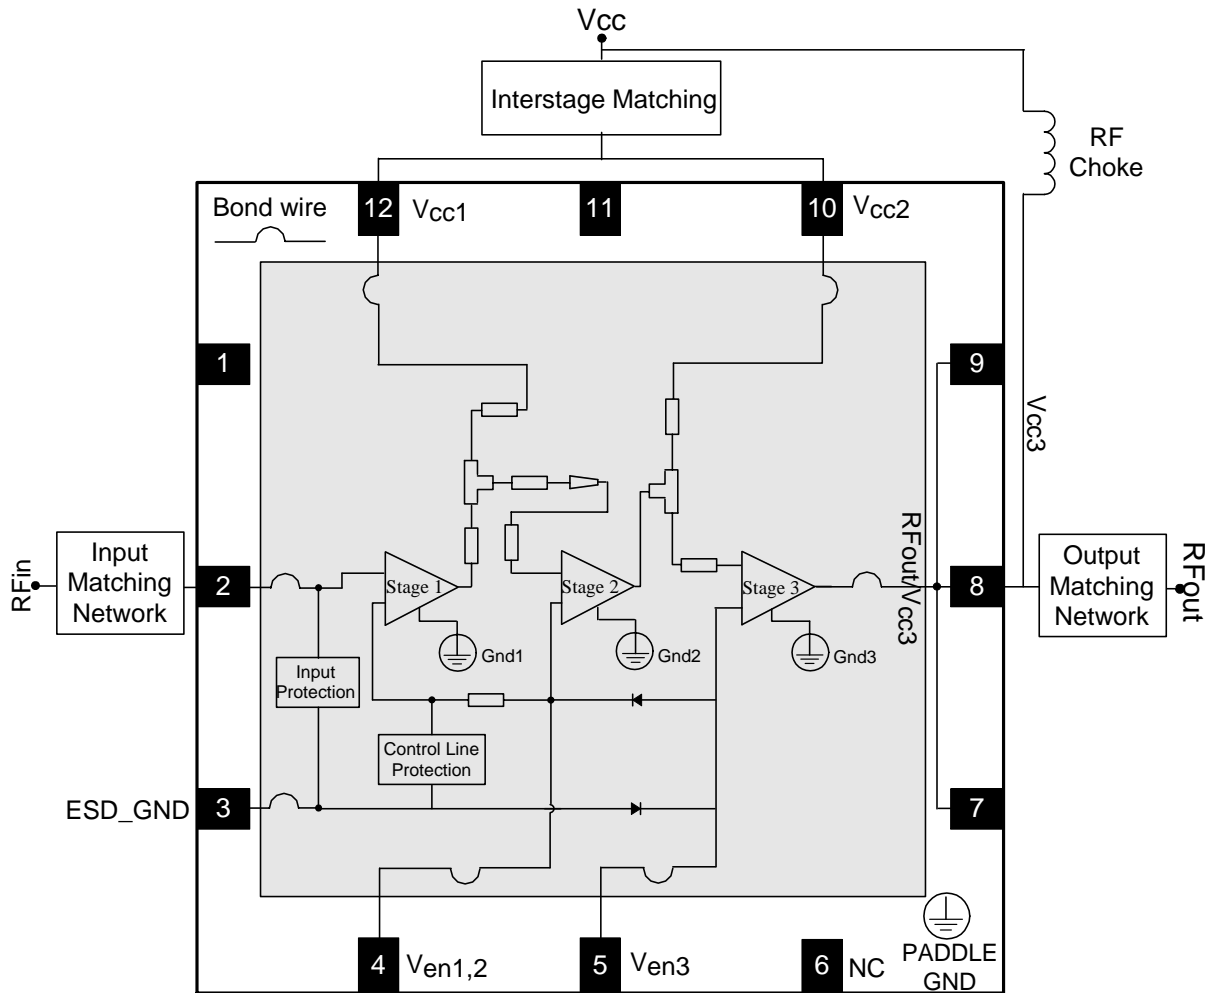 Vcc
Interstage Matching
RF
Choke
Bond wire
12
Vcc1
11
10
Vcc2
1
9
Vcc3
RFin
Input
Matching
Network
2
Stage 1
Stage 2
Stage 3
RFout/Vcc3
8
Output
Matching
Network
RFout
Gnd1
Gnd2
Gnd3
Input
Protection
Control Line
Protection
ESD_GND
3
7
4
Ven1,2
5
Ven3
6
NC
PADDLE
GND